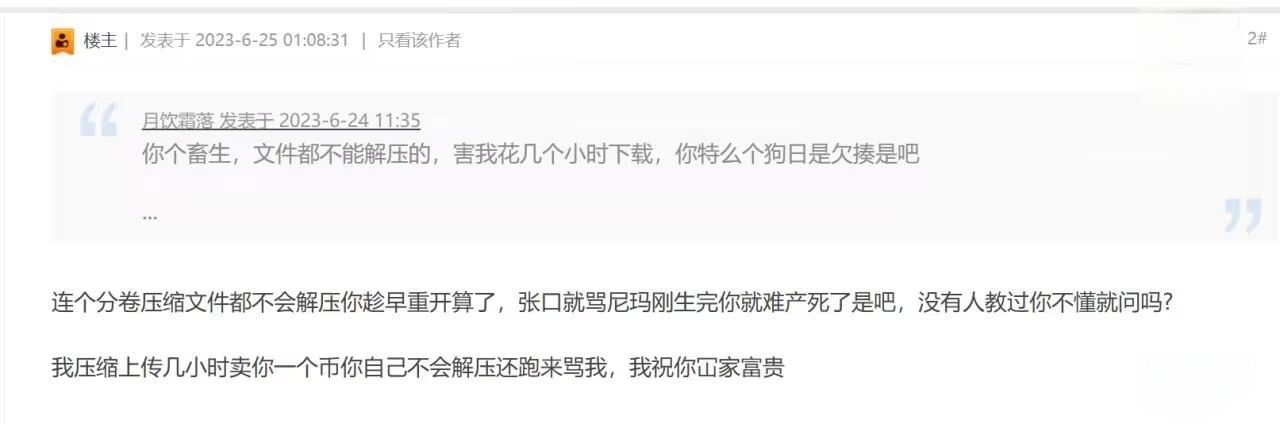 楼主 | 发表于 2023-6-25 01:08:31 | 只看该作者
2#
月饮霜落 发表于 2023-6-24 11:35
你个畜生，文件都不能解压的，害我花几个小时下载，你特么个狗日是欠揍是吧
...
连个分卷压缩文件都不会解压你趁早重开算了，张口就骂尼玛刚生完你就难产死了是吧，没有人教过你不懂就问吗?
我压缩上传几小时卖你一个币你自己不会解压还跑来骂我，我祝你冚家富贵